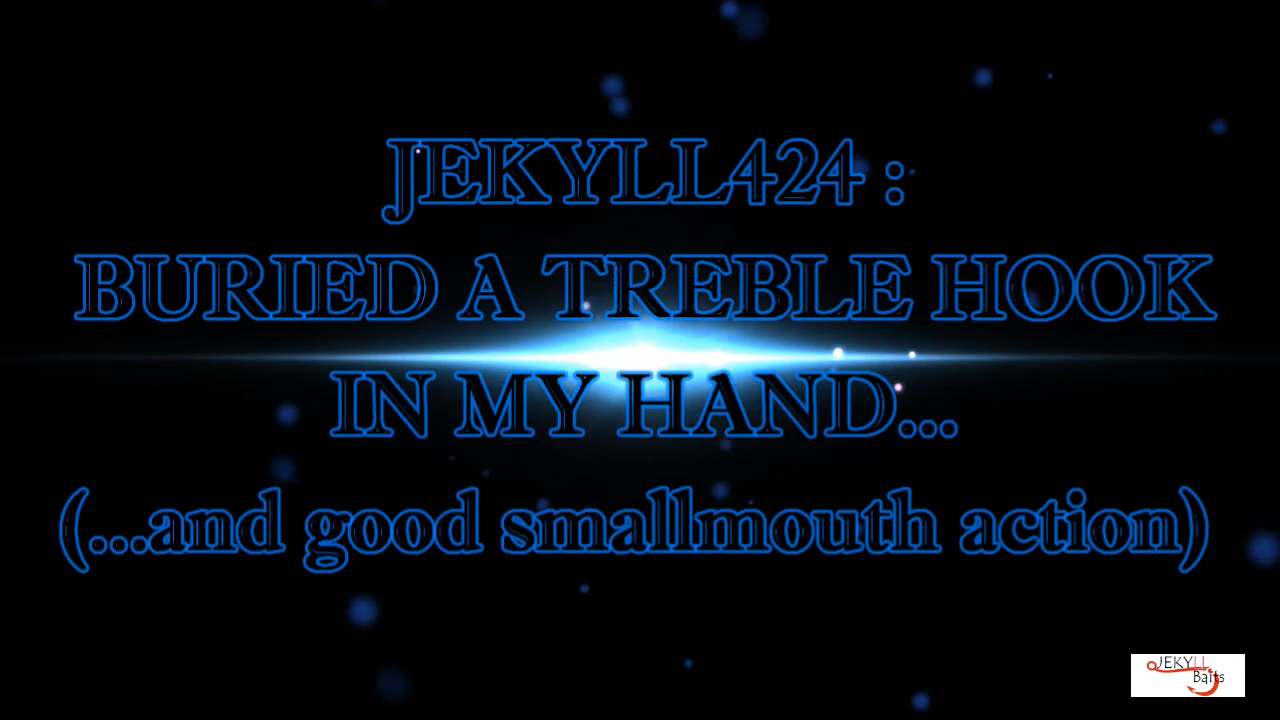 JEKYLL424 :
BURIED A TREBLE HOOK
IN MY HAND...
(...and good smallmouth action)
JEKYLL
Baits